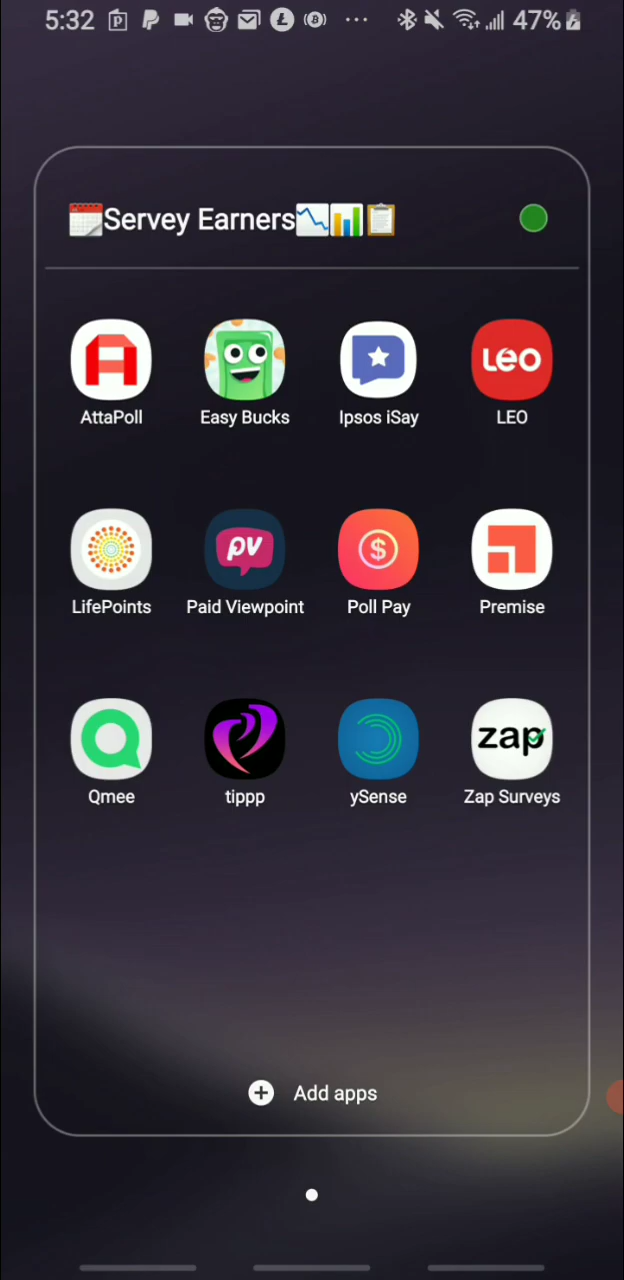 5:32 47%
Servey Earners
AttaPoll Easy Bucks Ipsos iSay LEO
LEO
LifePoints Paid Viewpoint Poll Pay Premise
pv
$
Qmee tippp ySense Zap Surveys
zap
Add apps